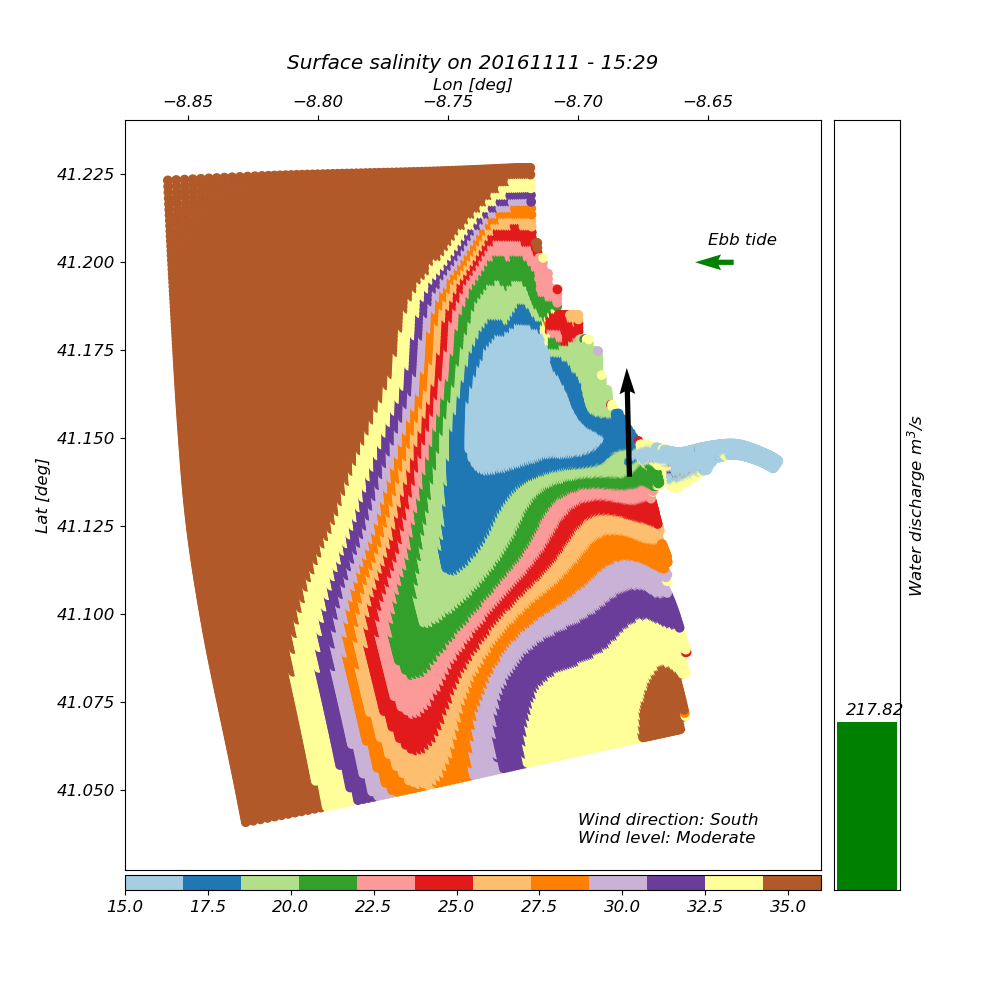 Surface salinity on 20161111 - 15:29
Lon [deg]
−8.85 −8.80 −8.75 −8.70 −8.65
41.225
41.200
41.175
41.150
41.125
41.100
41.075
41.050
Lat [deg]
Ebb tide
Wind direction: South
Wind level: Moderate
217.82
Water discharge m³/s
15.0 17.5 20.0 22.5 25.0 27.5 30.0 32.5 35.0